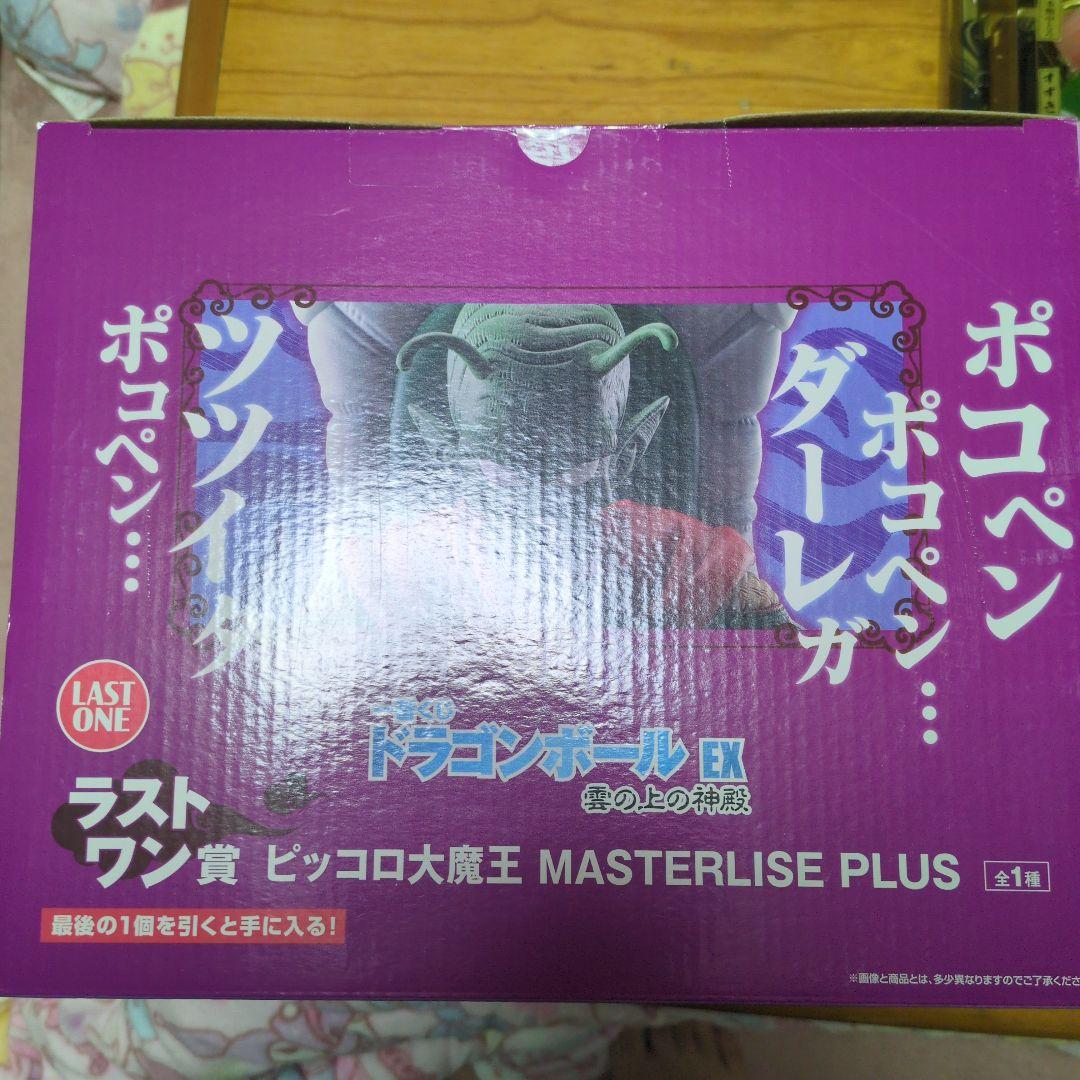 ポコペン
ポコペン…
ダーレガ
ツツイタ
ポコペン…
LAST
ONE
一番くじ
ドラゴンボール EX
雲の上の神殿
ラスト
ワン賞
ピッコロ大魔王 MASTERLISE PLUS
全1種
最後の1個を引くと手に入る!
※画像と商品とは、多少異なりますのでご了承くださ